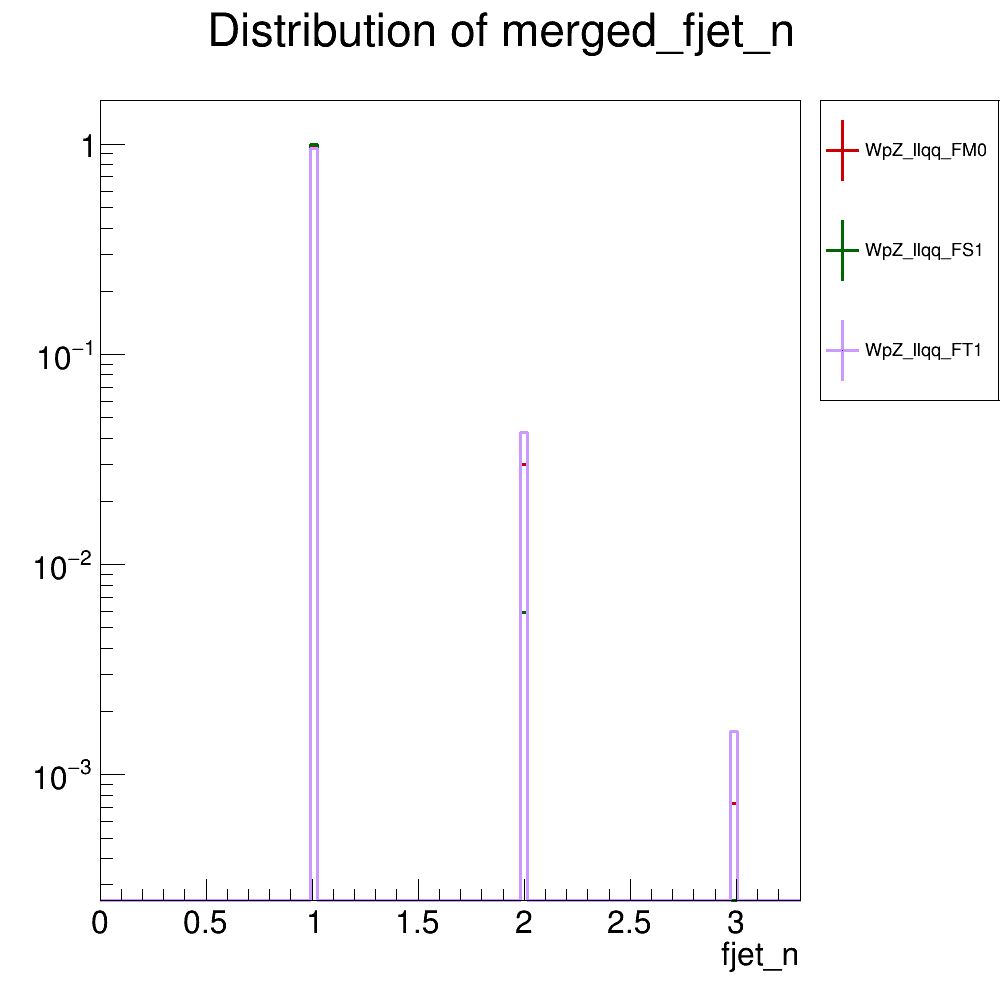 Distribution of merged_fjet_n
1
10⁻¹
10⁻²
10⁻³
0 0.5 1 1.5 2 2.5 3
fjet_n
WpZ_llqq_FM0
WpZ_llqq_FS1
WpZ_llqq_FT1